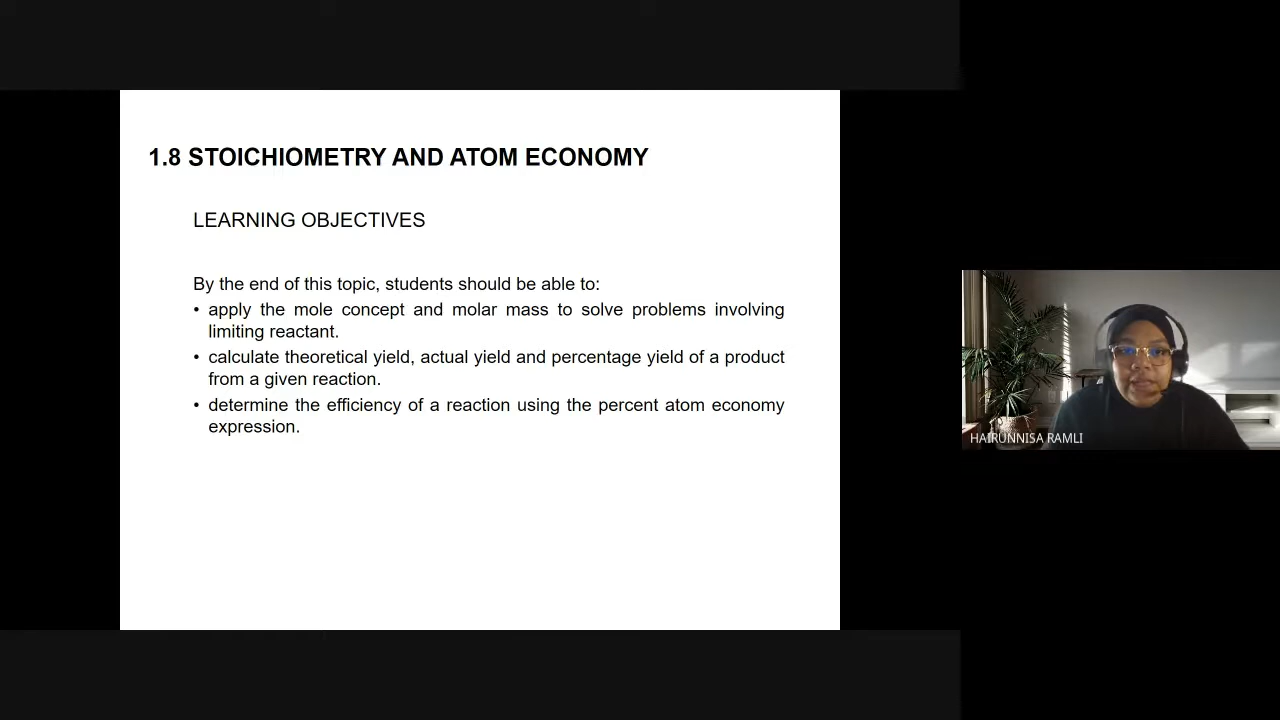 1.8 STOICHIOMETRY AND ATOM ECONOMY
LEARNING OBJECTIVES
By the end of this topic, students should be able to:
• apply the mole concept and molar mass to solve problems involving
limiting reactant.
• calculate theoretical yield, actual yield and percentage yield of a product
from a given reaction.
• determine the efficiency of a reaction using the percent atom economy
expression.
HAIRUNNISA RAMLI